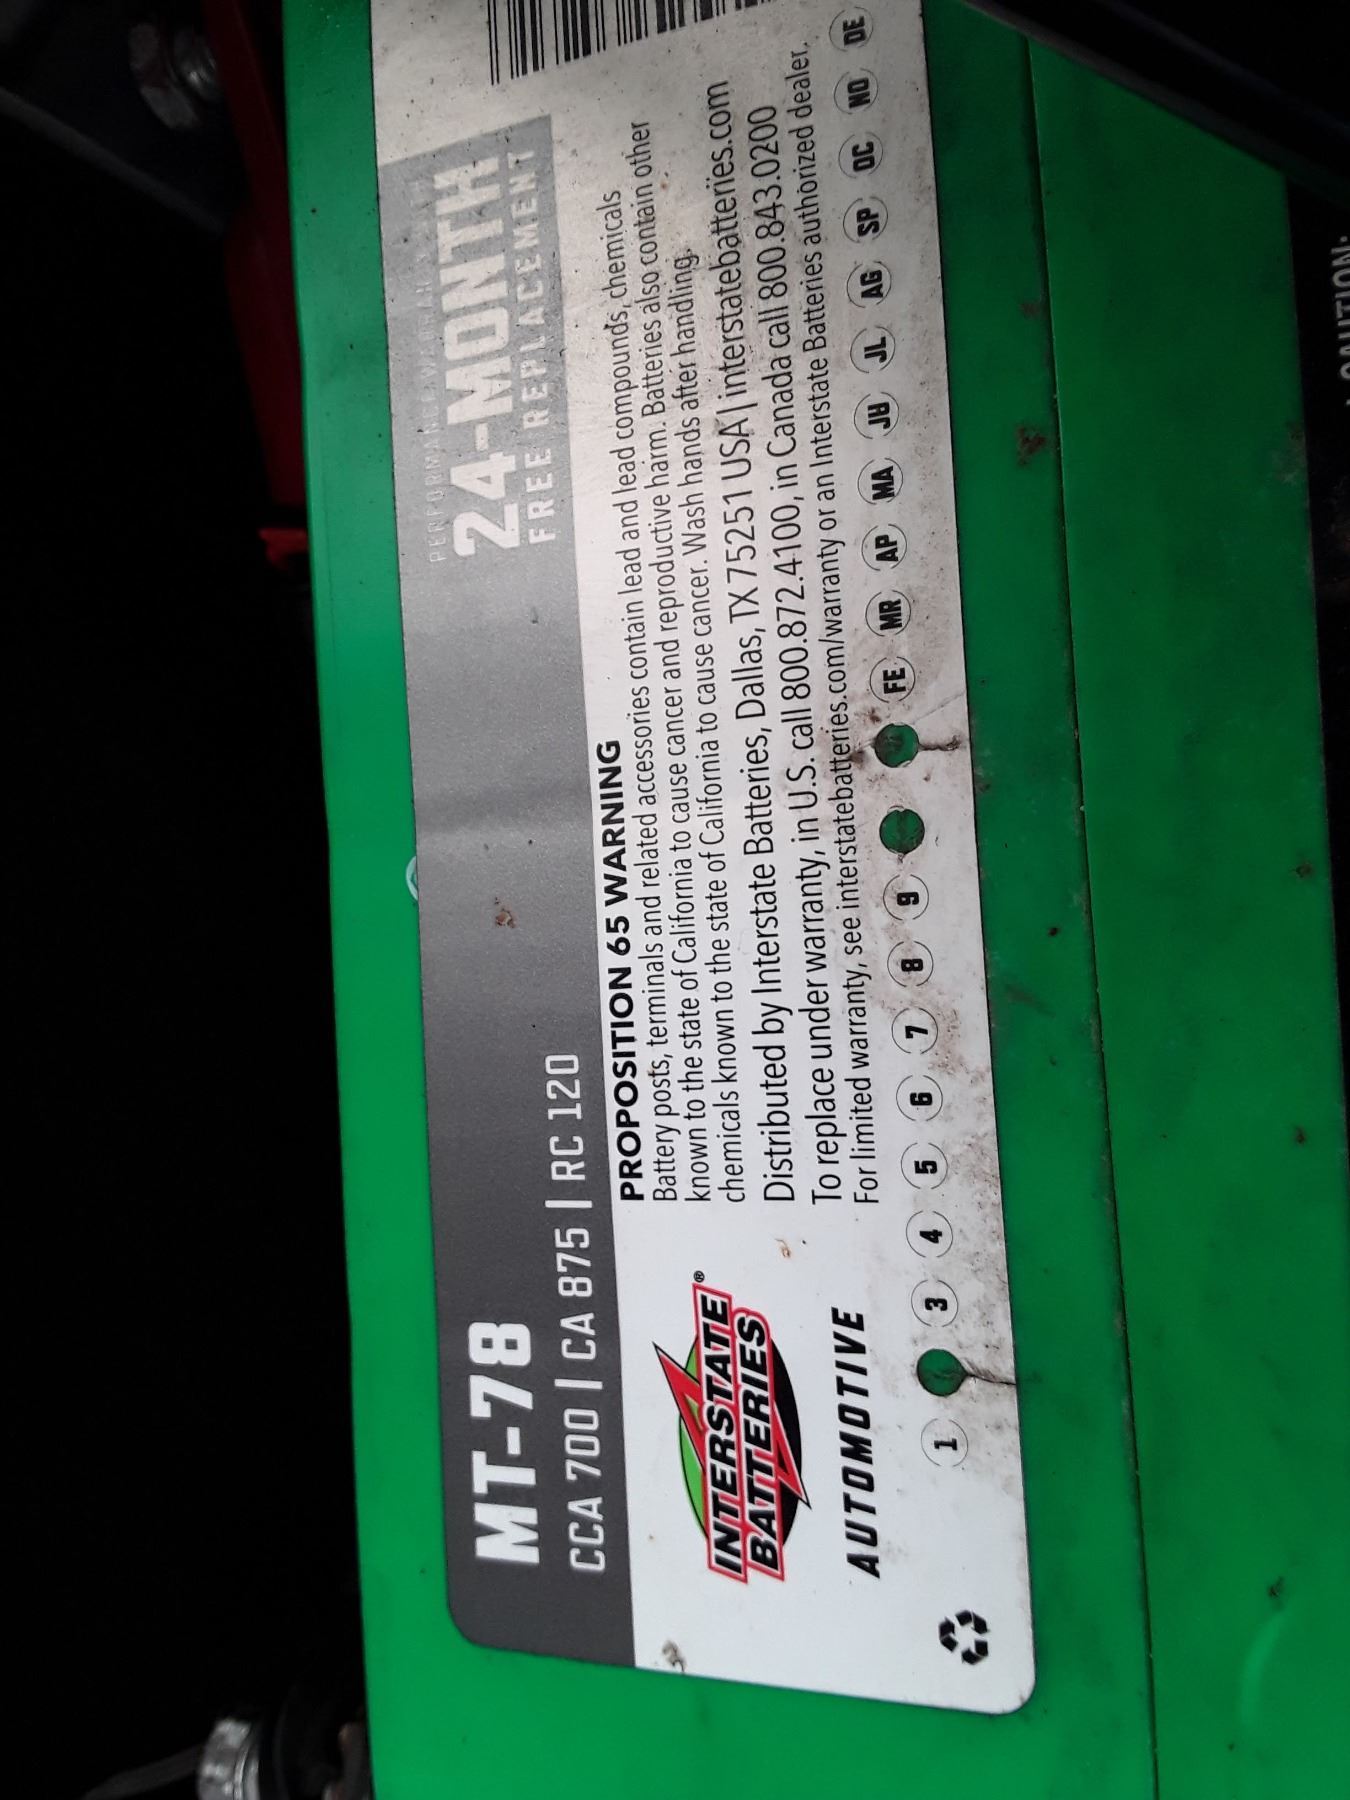 MT-78
CCA 700 | CA 875 | RC 120
24-MONTH
FREE REPLACEMENT
PROPOSITION 65 WARNING
Battery posts, terminals and related accessories contain lead and lead compounds, chemicals
known to the state of California to cause cancer and reproductive harm. Batteries also contain other
chemicals known to the state of California to cause cancer. Wash hands after handling.
Distributed by Interstate Batteries, Dallas, TX 75251 USA | interstatebatteries.com
To replace under warranty, in U.S. call 800.872.4100, in Canada call 800.843.0200
For limited warranty, see interstatebatteries.com/warranty or an Interstate Batteries authorized dealer.
INTERSTATE
BATTERIES®
AUTOMOTIVE
1 3 4 5 6 7 8 9 FE MR AP MA JU JL AG SP OC NO DE
CAUTION: